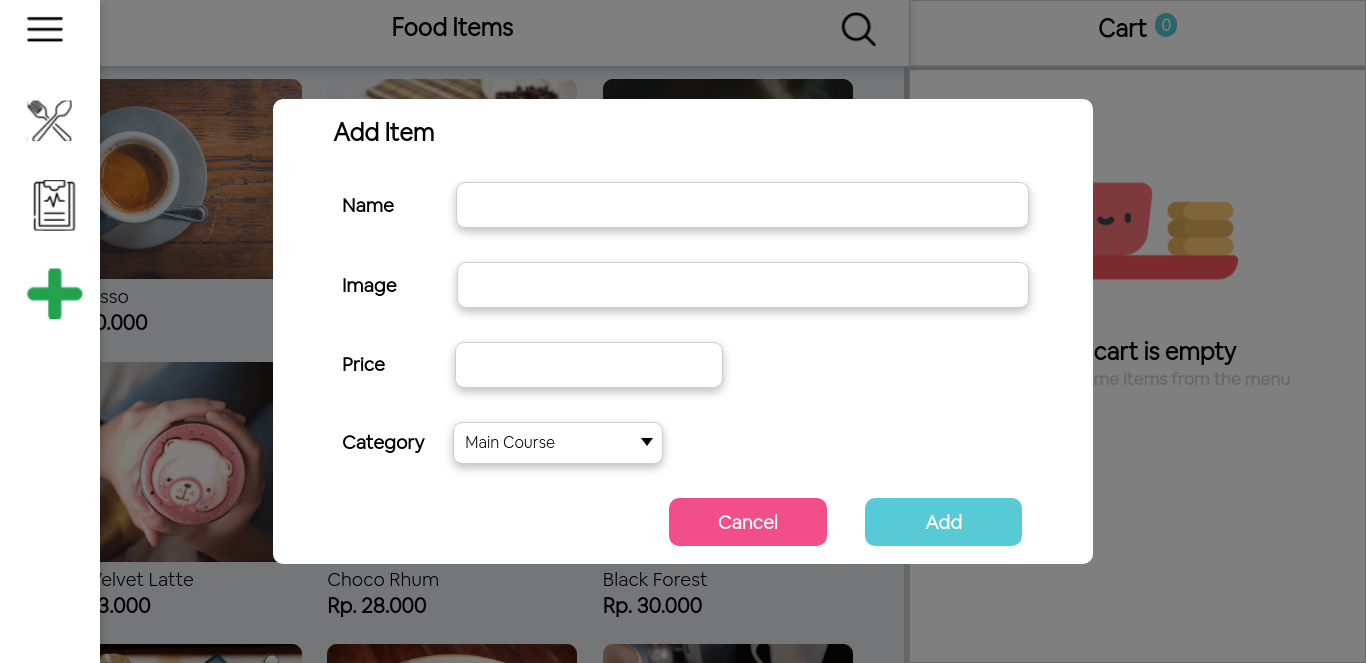 Food Items
Cart 0
Add Item
Name
Image
Price
Category Main Course
Cancel Add
sso
0.000
cart is empty
me items from the menu
Velvet Latte
3.000
Choco Rhum
Rp. 28.000
Black Forest
Rp. 30.000